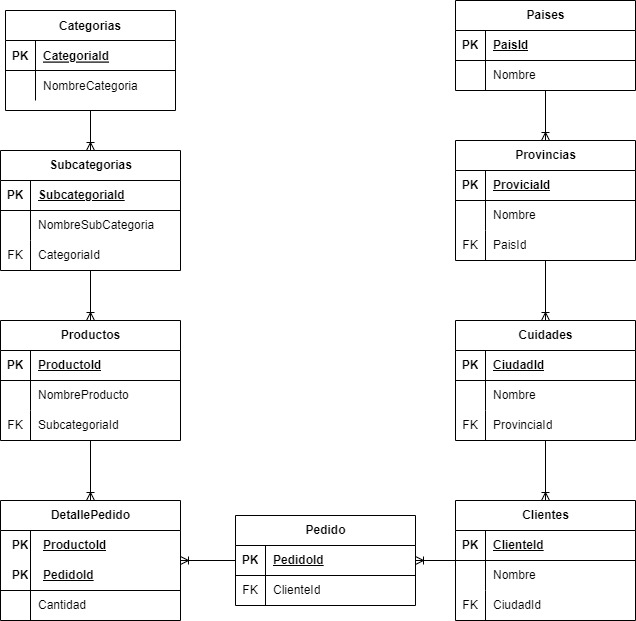 Categorias
PK CategoriaId
NombreCategoria
Subcategorias
PK SubcategoriaId
NombreSubCategoria
FK CategoriaId
Productos
PK ProductoId
NombreProducto
FK SubcategoriaId
DetallePedido
PK ProductoId
PK PedidoId
Cantidad
Pedido
PK PedidoId
FK ClienteId
Paises
PK PaisId
Nombre
Provincias
PK ProviciaId
Nombre
FK PaisId
Cuidades
PK CiudadId
Nombre
FK ProvinciaId
Clientes
PK ClienteId
Nombre
FK CiudadId